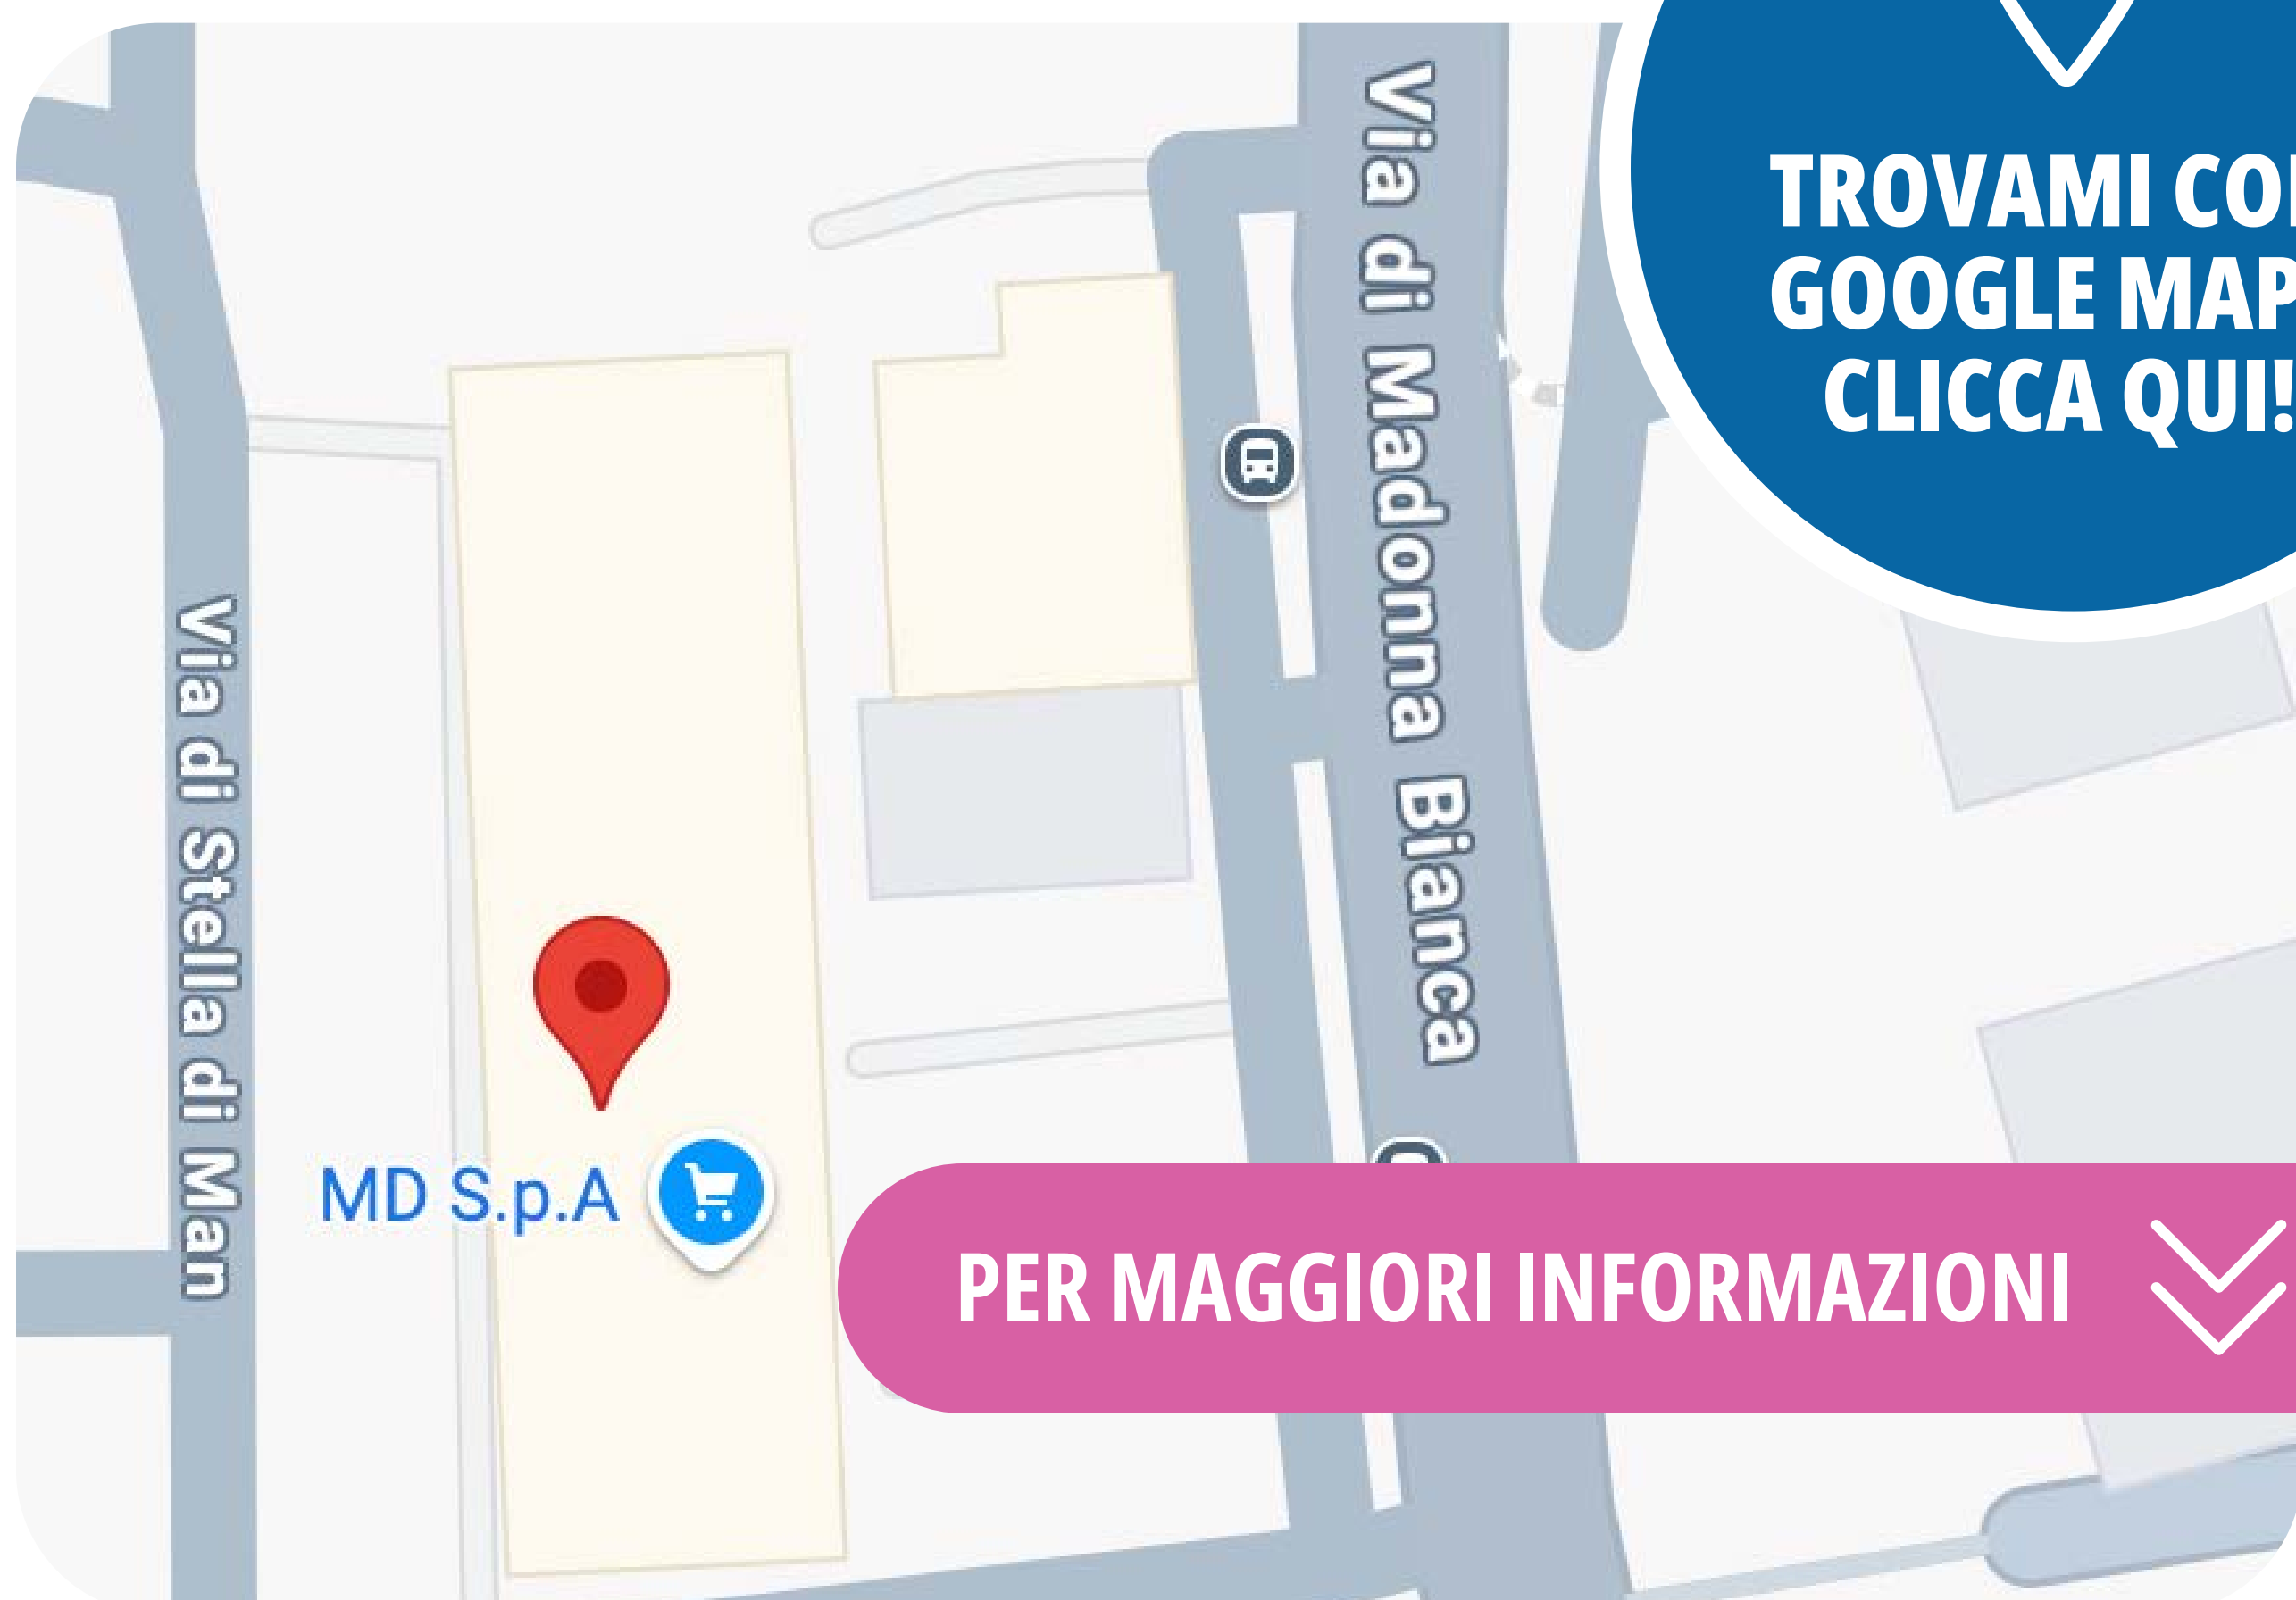 TROVAMI CO
GOOGLE MAP
CLICCA QUI!
Via di Madonna Bianca
Via di Stella di Man
MD S.p.A
PER MAGGIORI INFORMAZIONI